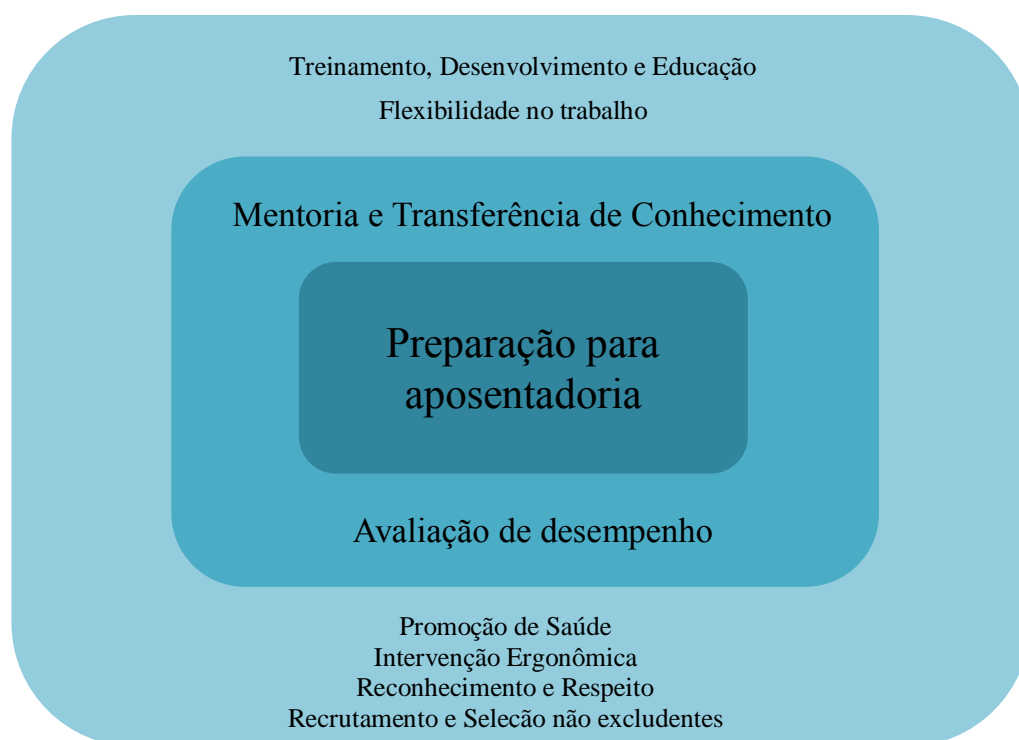 Treinamento, Desenvolvimento e Educação
Flexibilidade no trabalho
Mentoria e Transferência de Conhecimento
Preparação para
aposentadoria
Avaliação de desempenho
Promoção de Saúde
Intervenção Ergonômica
Reconhecimento e Respeito
Recrutamento e Seleção não excludentes